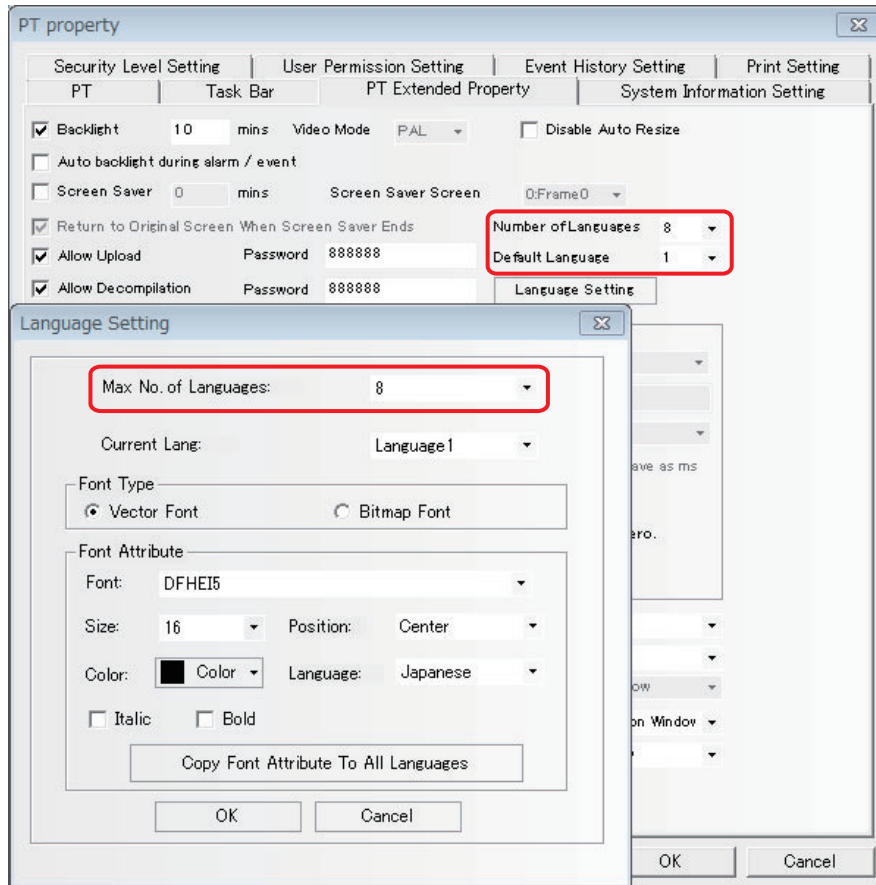 PT property
Security Level Setting User Permission Setting Event History Setting Print Setting
PT Task Bar PT Extended Property System Information Setting
Backlight 10 mins Video Mode PAL Disable Auto Resize
Auto backlight during alarm / event
Screen Saver 0 mins Screen Saver Screen 0:Frame0
Return to Original Screen When Screen Saver Ends Number of Languages 8
Allow Upload Password 888888 Default Language 1
Allow Decompilation Password 888888 Language Setting
Language Setting
Max No. of Languages: 8
Current Lang: Language1
ave as ms
Font Type
Vector Font Bitmap Font
ero.
Font Attribute
Font: DFHEI5
Size: 16 Position: Center
Color: Color Language: Japanese
ow
Italic Bold
on Window
Copy Font Attribute To All Languages
OK Cancel
OK Cancel